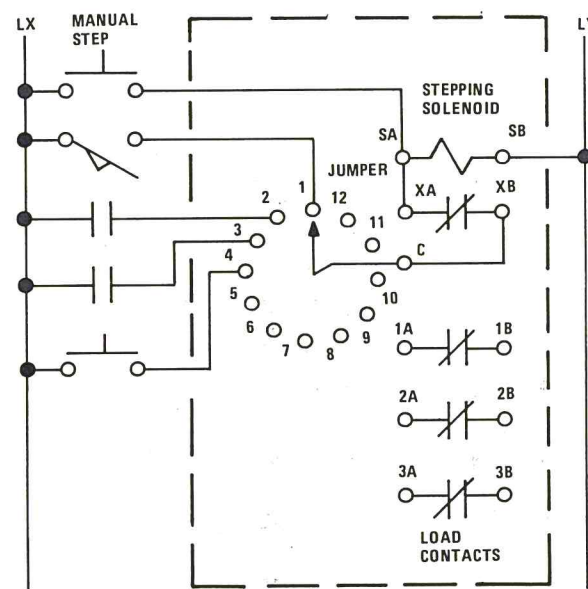 LX
MANUAL
STEP
STEPPING
SOLENOID
SA
SB
JUMPER
XA
XB
1
12
2
11
3
C
4
10
5
9
6
7
8
1A
1B
2A
2B
3A
3B
LOAD
CONTACTS